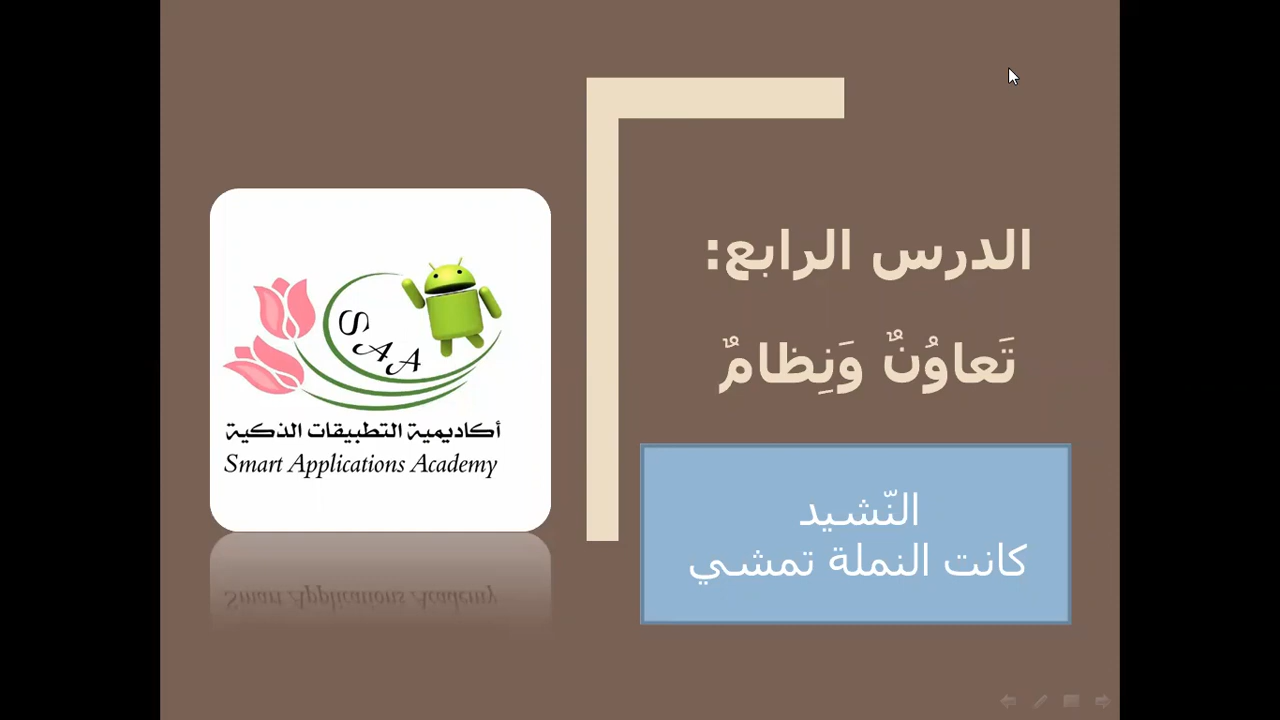 الدرس الرابع:
تَعاوُنٌ وَنِظامٌ
النّشيد
كانت النملة تمشي
SAA
أكاديمية التطبيقات الذكية
Smart Applications Academy